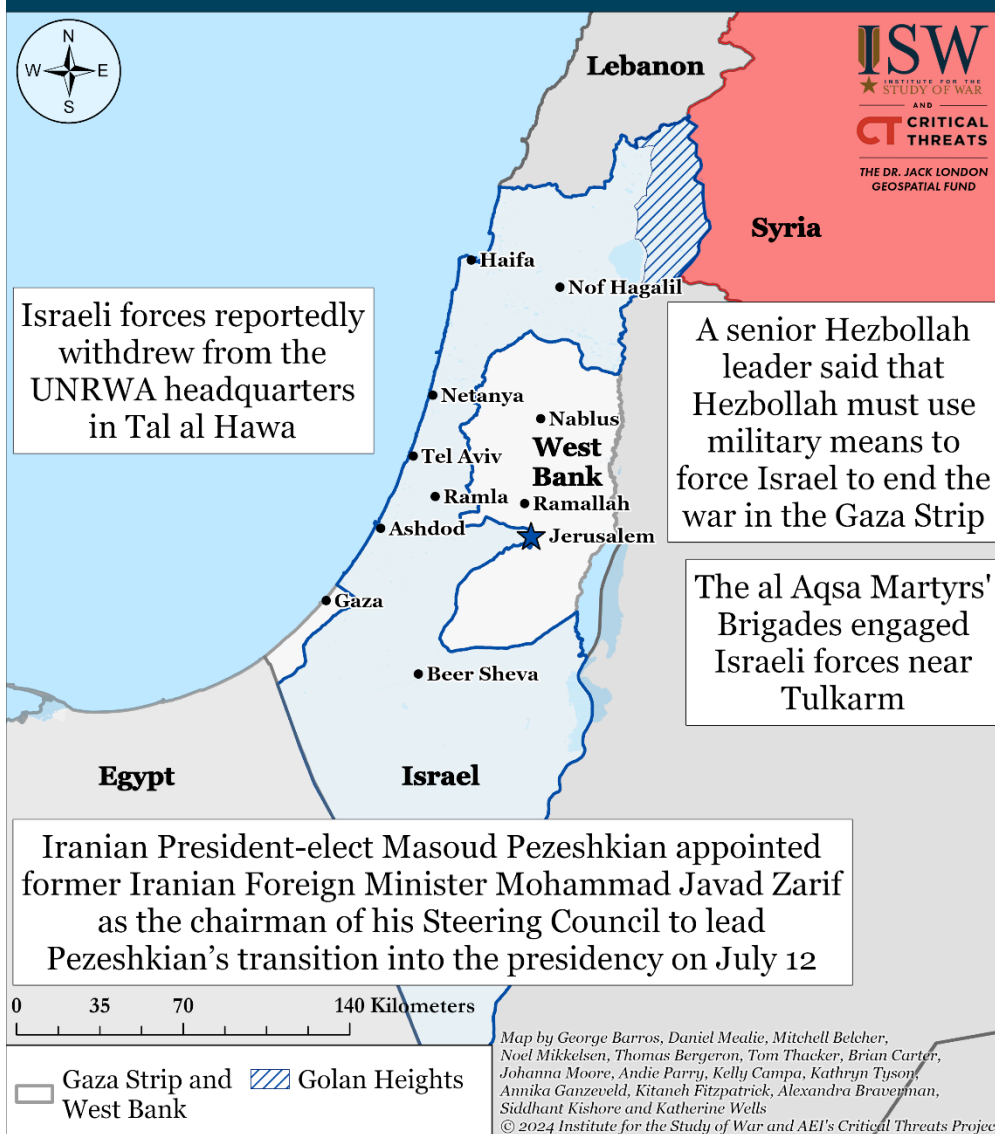 N
W E
S
ISW
INSTITUTE FOR THE
STUDY OF WAR
AND
CT CRITICAL
THREATS
THE DR. JACK LONDON
GEOSPATIAL FUND
Lebanon
Syria
Haifa
Nof Hagalil
Israeli forces reportedly
withdrew from the
UNRWA headquarters
in Tal al Hawa
A senior Hezbollah
leader said that
Hezbollah must use
military means to
force Israel to end the
war in the Gaza Strip
Netanya
Nablus
West
Bank
Tel Aviv
Ramla
Ramallah
Ashdod
Jerusalem
The al Aqsa Martyrs'
Brigades engaged
Israeli forces near
Tulkarm
Gaza
Beer Sheva
Egypt
Israel
Iranian President-elect Masoud Pezeshkian appointed
former Iranian Foreign Minister Mohammad Javad Zarif
as the chairman of his Steering Council to lead
Pezeshkian’s transition into the presidency on July 12
0 35 70 140 Kilometers
Gaza Strip and
West Bank
Golan Heights
Map by George Barros, Daniel Mealie, Mitchell Belcher,
Noel Mikkelsen, Thomas Bergeron, Tom Thacker, Brian Carter,
Johanna Moore, Andie Parry, Kelly Campa, Kathryn Tyson,
Annika Ganzeveld, Kitaneh Fitzpatrick, Alexandra Braverman,
Siddhant Kishore and Katherine Wells
© 2024 Institute for the Study of War and AEI's Critical Threats Projec